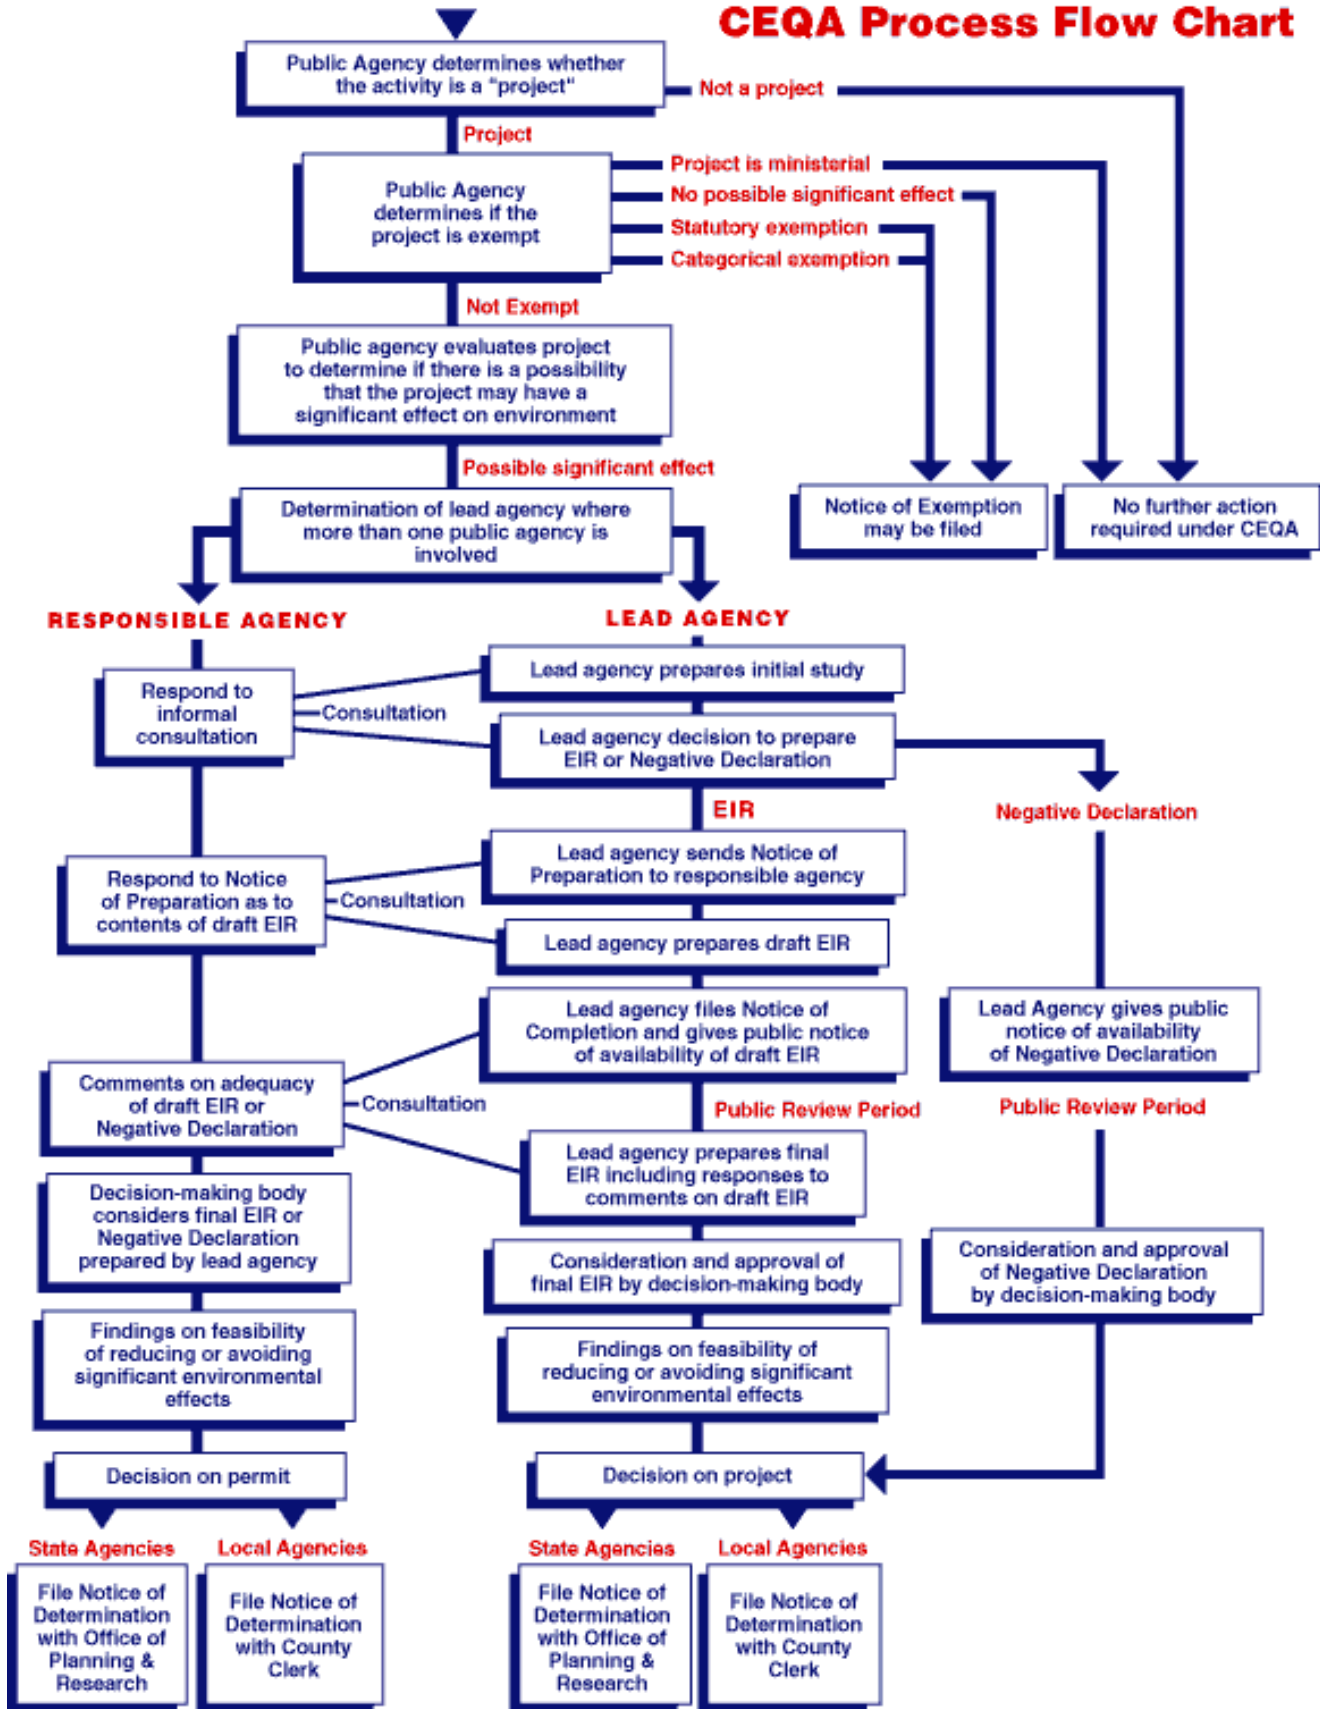 CEQA Process Flow Chart
Public Agency determines whether
the activity is a "project"
Not a project
Project
Public Agency
determines if the
project is exempt
Project is ministerial
No possible significant effect
Statutory exemption
Categorical exemption
Not Exempt
Public agency evaluates project
to determine if there is a possibility
that the project may have a
significant effect on environment
Possible significant effect
Determination of lead agency where
more than one public agency is
involved
Notice of Exemption
may be filed
No further action
required under CEQA
RESPONSIBLE AGENCY
LEAD AGENCY
Respond to
informal
consultation
Consultation
Lead agency prepares initial study
Lead agency decision to prepare
EIR or Negative Declaration
EIR
Negative Declaration
Respond to Notice
of Preparation as to
contents of draft EIR
Consultation
Lead agency sends Notice of
Preparation to responsible agency
Lead agency prepares draft EIR
Lead agency files Notice of
Completion and gives public notice
of availability of draft EIR
Lead Agency gives public
notice of availability
of Negative Declaration
Comments on adequacy
of draft EIR or
Negative Declaration
Consultation
Public Review Period
Public Review Period
Lead agency prepares final
EIR including responses to
comments on draft EIR
Decision-making body
considers final EIR or
Negative Declaration
prepared by lead agency
Consideration and approval of
final EIR by decision-making body
Consideration and approval
of Negative Declaration
by decision-making body
Findings on feasibility
of reducing or avoiding
significant environmental
effects
Findings on feasibility of
reducing or avoiding significant
environmental effects
Decision on permit
Decision on project
State Agencies
Local Agencies
State Agencies
Local Agencies
File Notice of
Determination
with Office of
Planning &
Research
File Notice of
Determination
with County
Clerk
File Notice of
Determination
with Office of
Planning &
Research
File Notice of
Determination
with County
Clerk